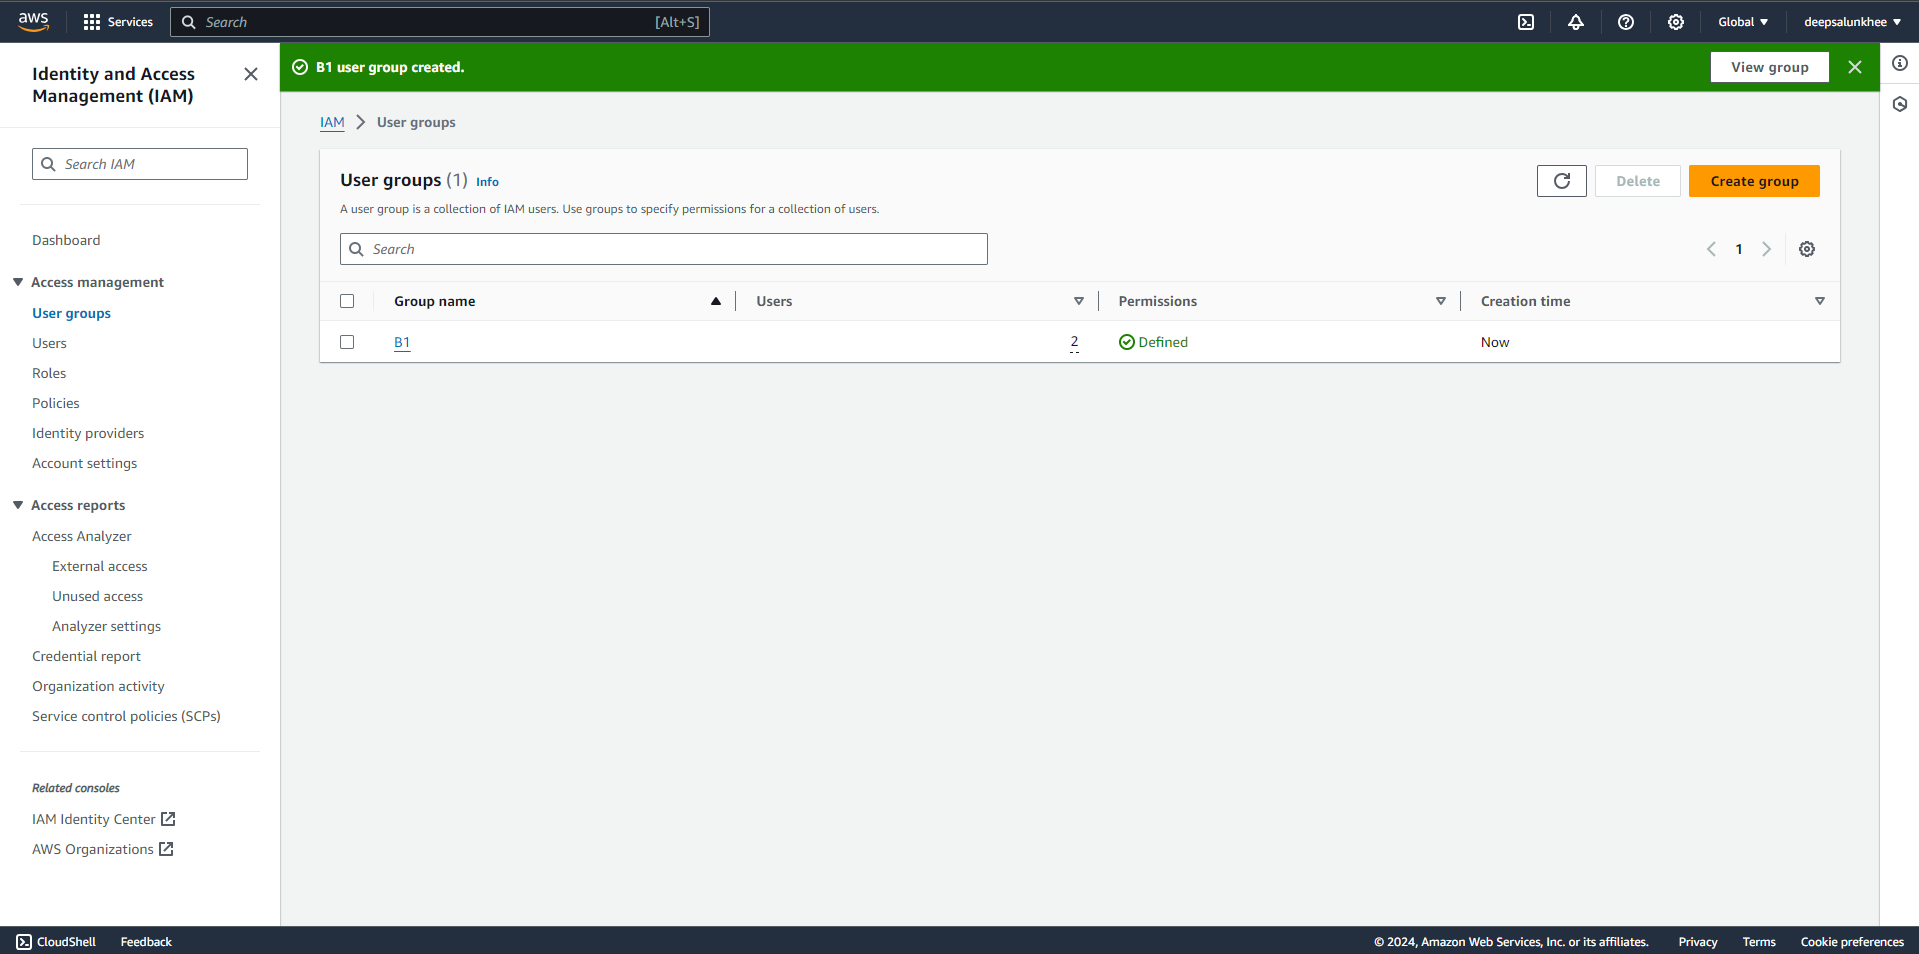 aws
Services
Search
[Alt+S]
Global
deepsalunkhee
Identity and Access
Management (IAM)
Search IAM
Dashboard
Access management
User groups
Users
Roles
Policies
Identity providers
Account settings
Access reports
Access Analyzer
External access
Unused access
Analyzer settings
Credential report
Organization activity
Service control policies (SCPs)
Related consoles
IAM Identity Center
AWS Organizations
B1 user group created.
View group
IAM
User groups
User groups (1) Info
Delete
Create group
A user group is a collection of IAM users. Use groups to specify permissions for a collection of users.
Search
1
Group name
Users
Permissions
Creation time
B1
2
Defined
Now
CloudShell
Feedback
© 2024, Amazon Web Services, Inc. or its affiliates.
Privacy
Terms
Cookie preferences